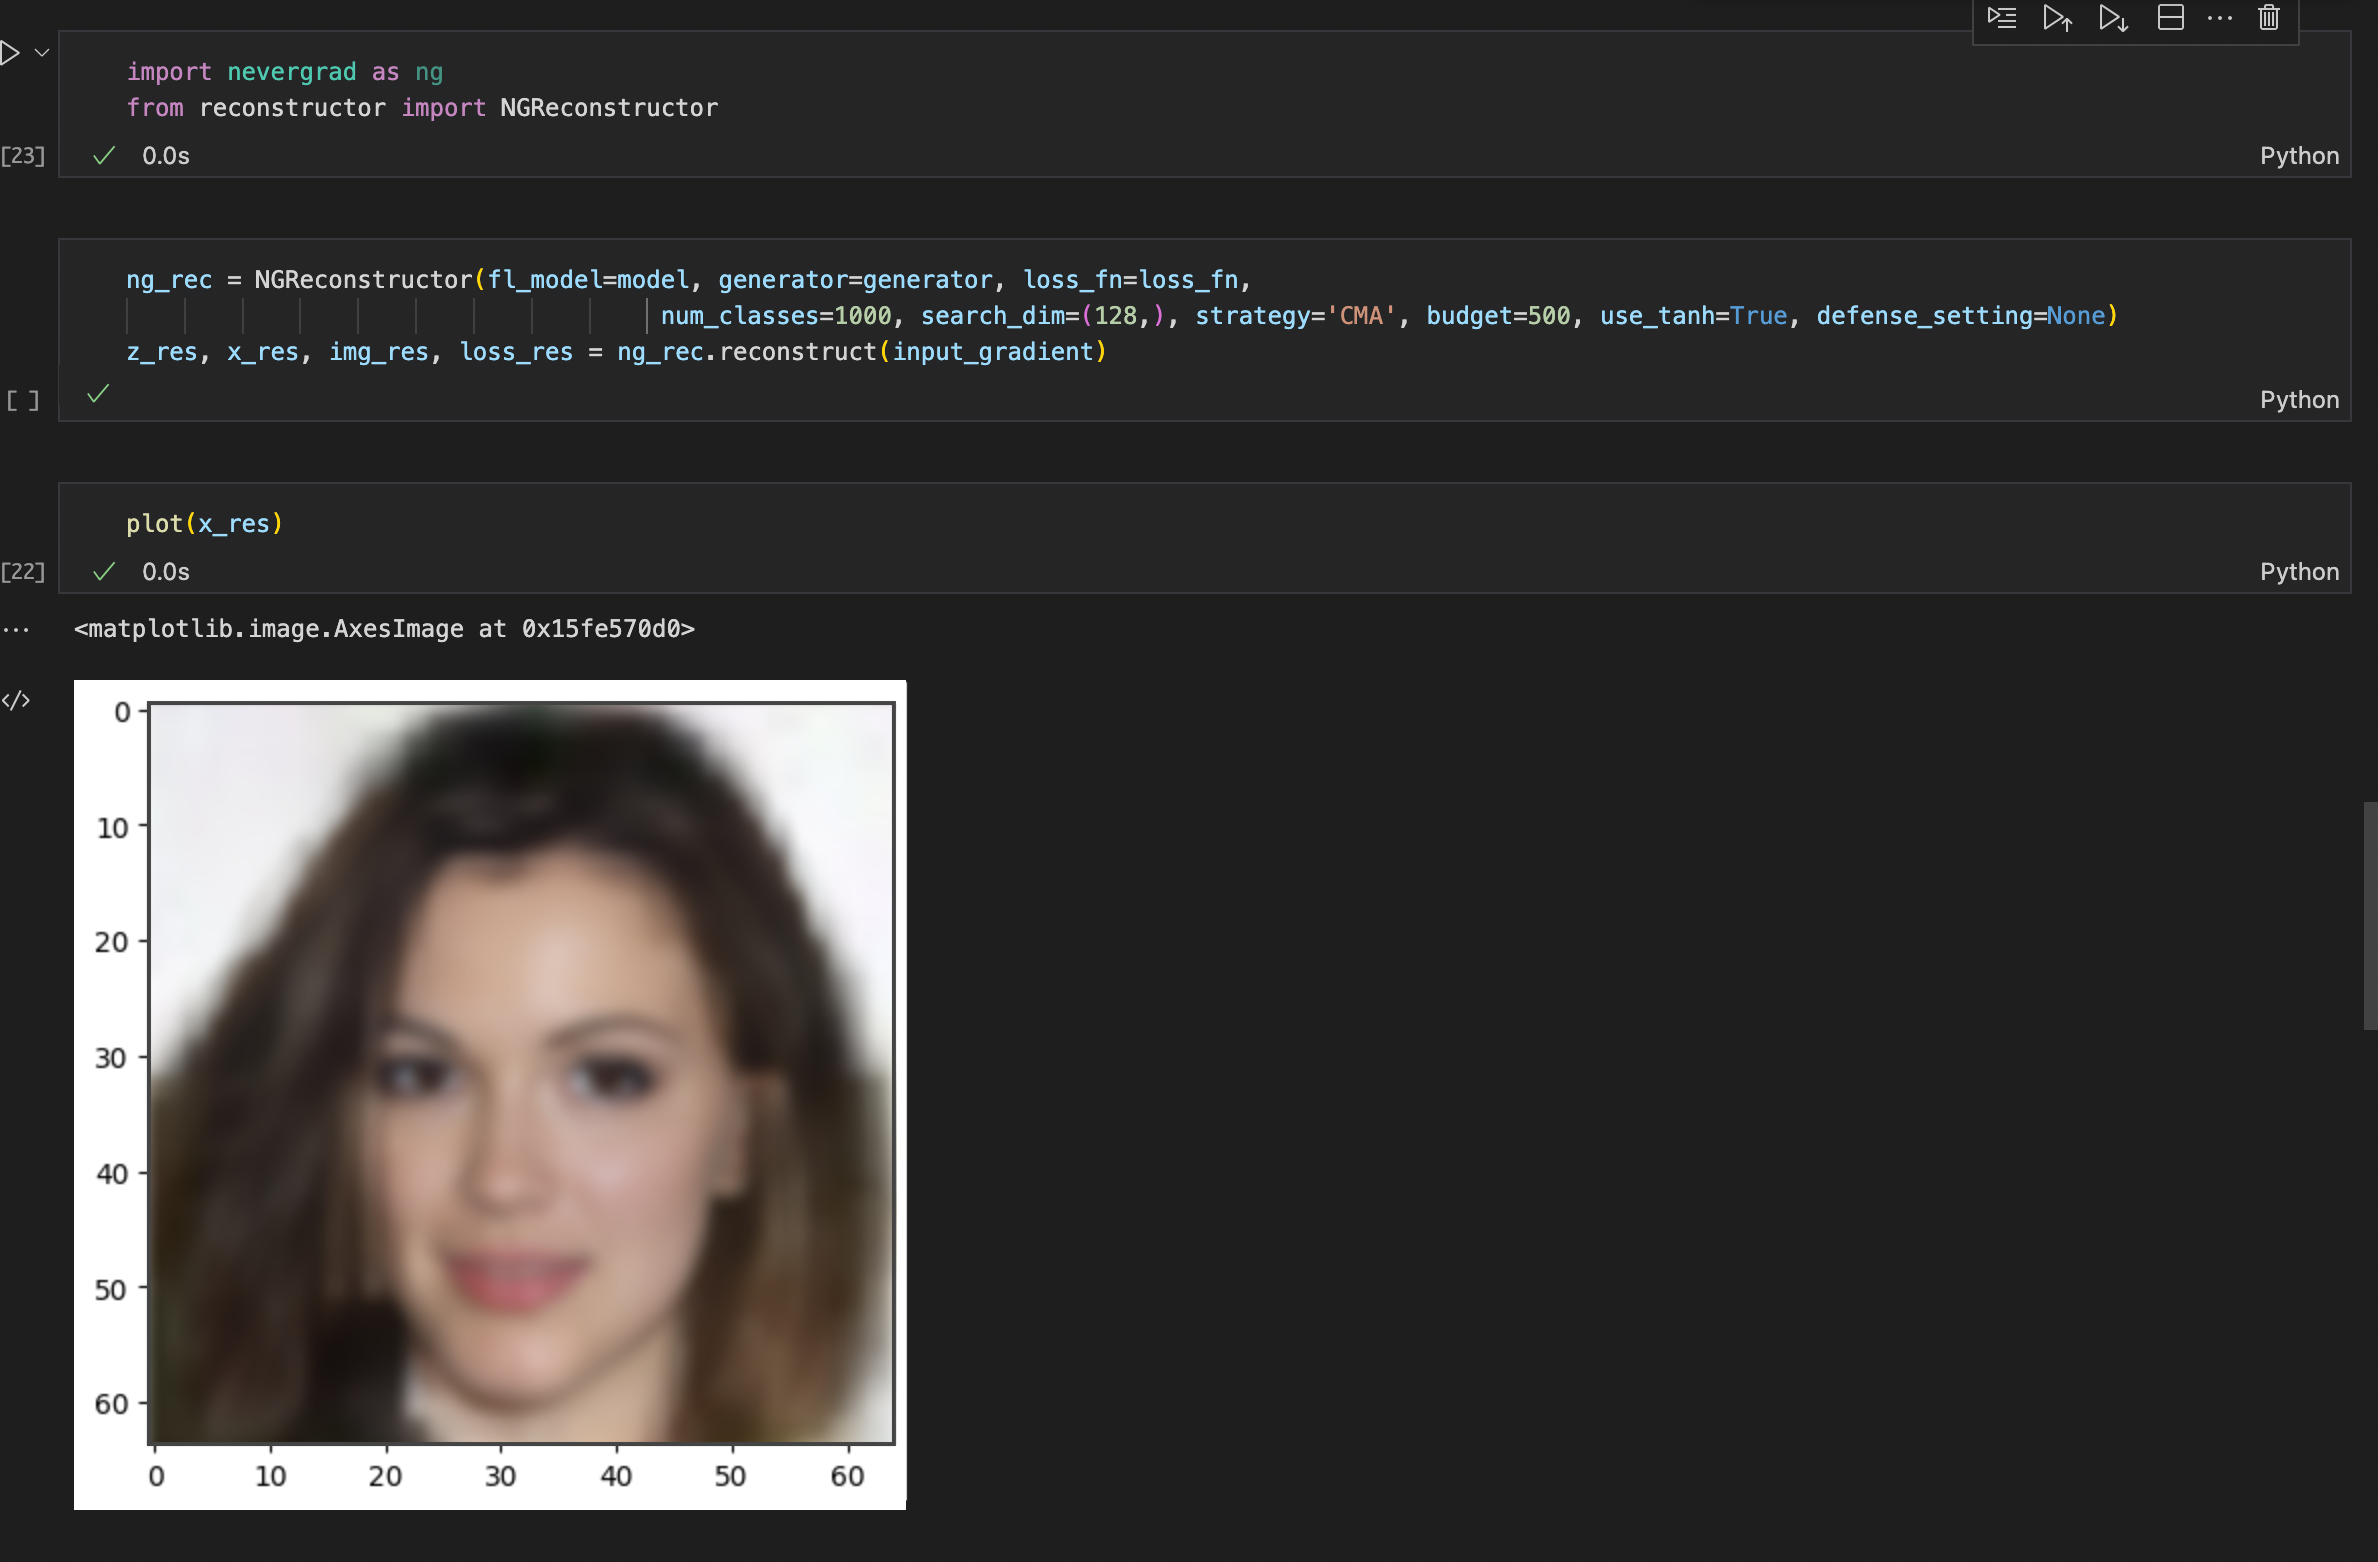 import nevergrad as ng
from reconstructor import NGReconstructor
[23]
0.0s
Python
ng_rec = NGReconstructor(fl_model=model, generator=generator, loss_fn=loss_fn,
num_classes=1000, search_dim=(128,), strategy='CMA', budget=500, use_tanh=True, defense_setting=None)
z_res, x_res, img_res, loss_res = ng_rec.reconstruct(input_gradient)
[ ]
Python
plot(x_res)
[22]
0.0s
Python
<matplotlib.image.AxesImage at 0x15fe570d0>
0
10
20
30
40
50
60
0 10 20 30 40 50 60